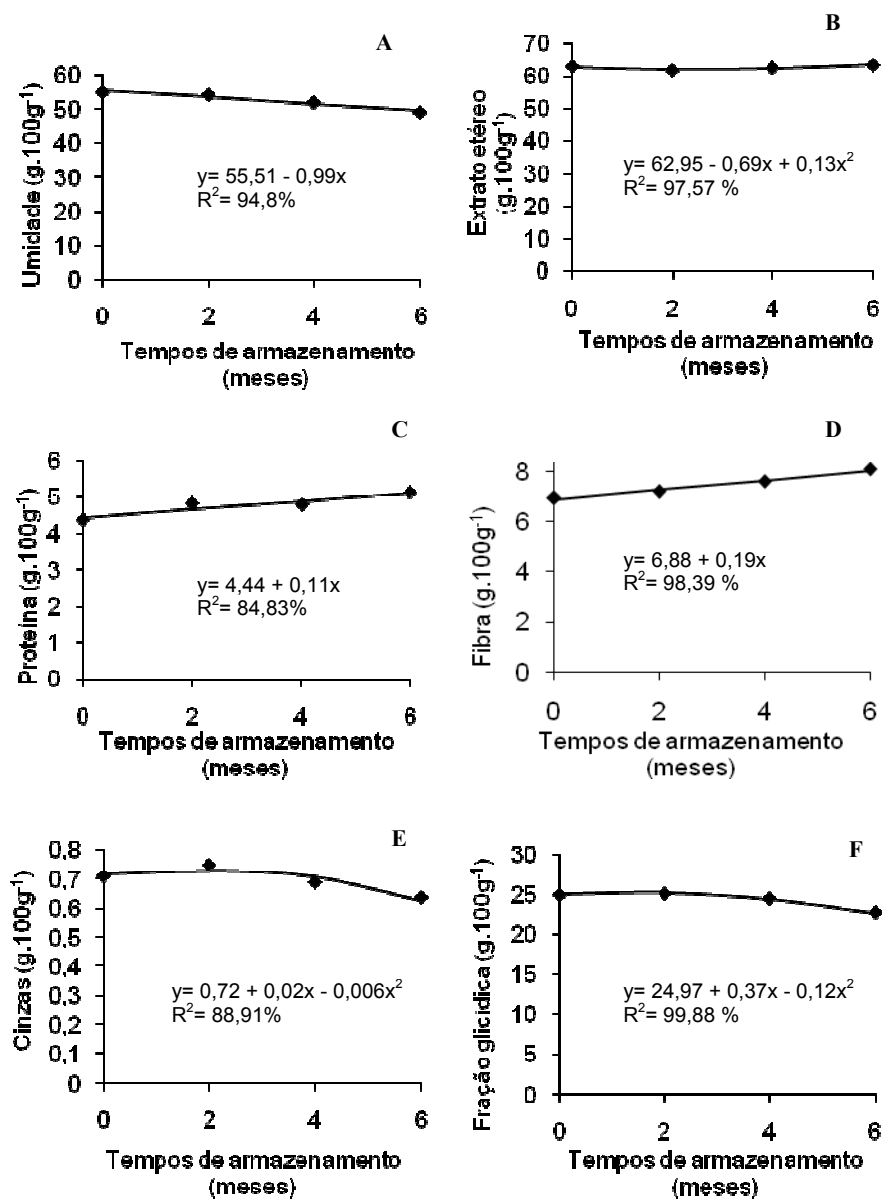 A
Umidade (g.100g⁻¹)
60
50
40
30
20
10
0
y= 55,51 - 0,99x
R²= 94,8%
0 2 4 6
Tempos de armazenamento
(meses)
B
Extrato etéreo
(g.100g⁻¹)
70
60
50
40
30
20
10
0
y= 62,95 - 0,69x + 0,13x²
R²= 97,57 %
0 2 4 6
Tempos de armazenamento
(meses)
C
Proteína (g.100g⁻¹)
6
5
4
3
2
1
0
y= 4,44 + 0,11x
R²= 84,83%
0 2 4 6
Tempos de armazenamento
(meses)
D
Fibra (g.100g⁻¹)
8
6
4
2
0
y= 6,88 + 0,19x
R²= 98,39 %
0 2 4 6
Tempos de armazenamento
(meses)
E
Cinzas (g.100g⁻¹)
0,8
0,7
0,6
0,5
0,4
0,3
0,2
0,1
0
y= 0,72 + 0,02x - 0,006x²
R²= 88,91%
0 2 4 6
Tempos de armazenamento
(meses)
F
Fração glicídica (g.100g⁻¹)
30
25
20
15
10
5
0
y= 24,97 + 0,37x - 0,12x²
R²= 99,88 %
0 2 4 6
Tempos de armazenamento
(meses)